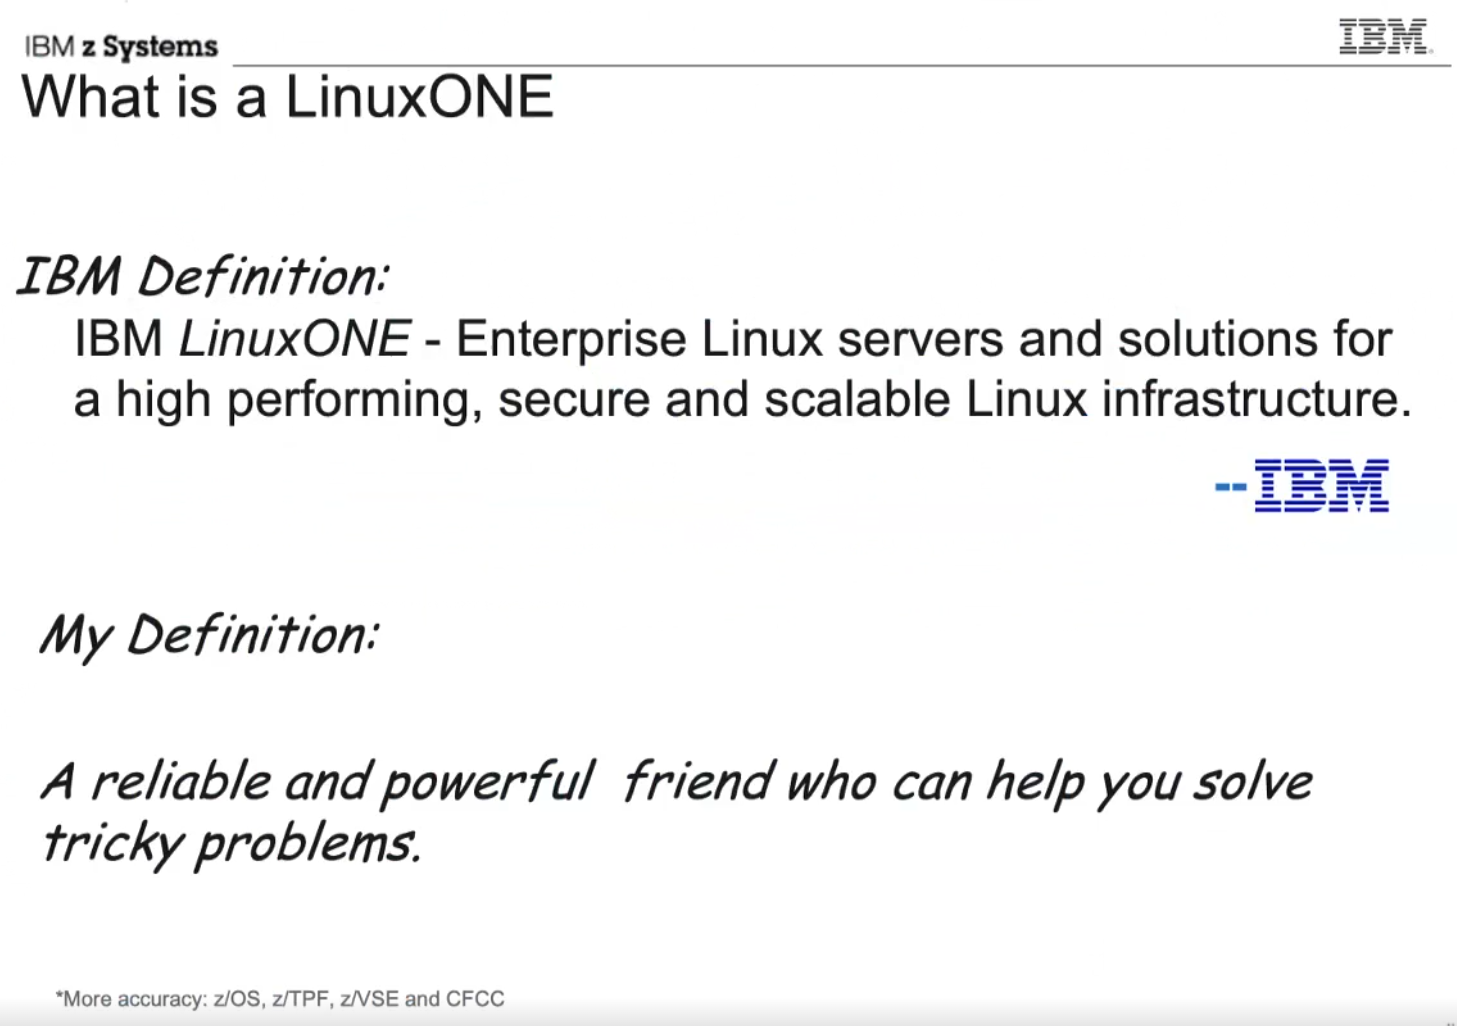 IBM z Systems
IBM
What is a LinuxONE
IBM Definition:
IBM LinuxONE - Enterprise Linux servers and solutions for
a high performing, secure and scalable Linux infrastructure.
--IBM
My Definition:
A reliable and powerful friend who can help you solve
tricky problems.
*More accuracy: z/OS, z/TPF, z/VSE and CFCC